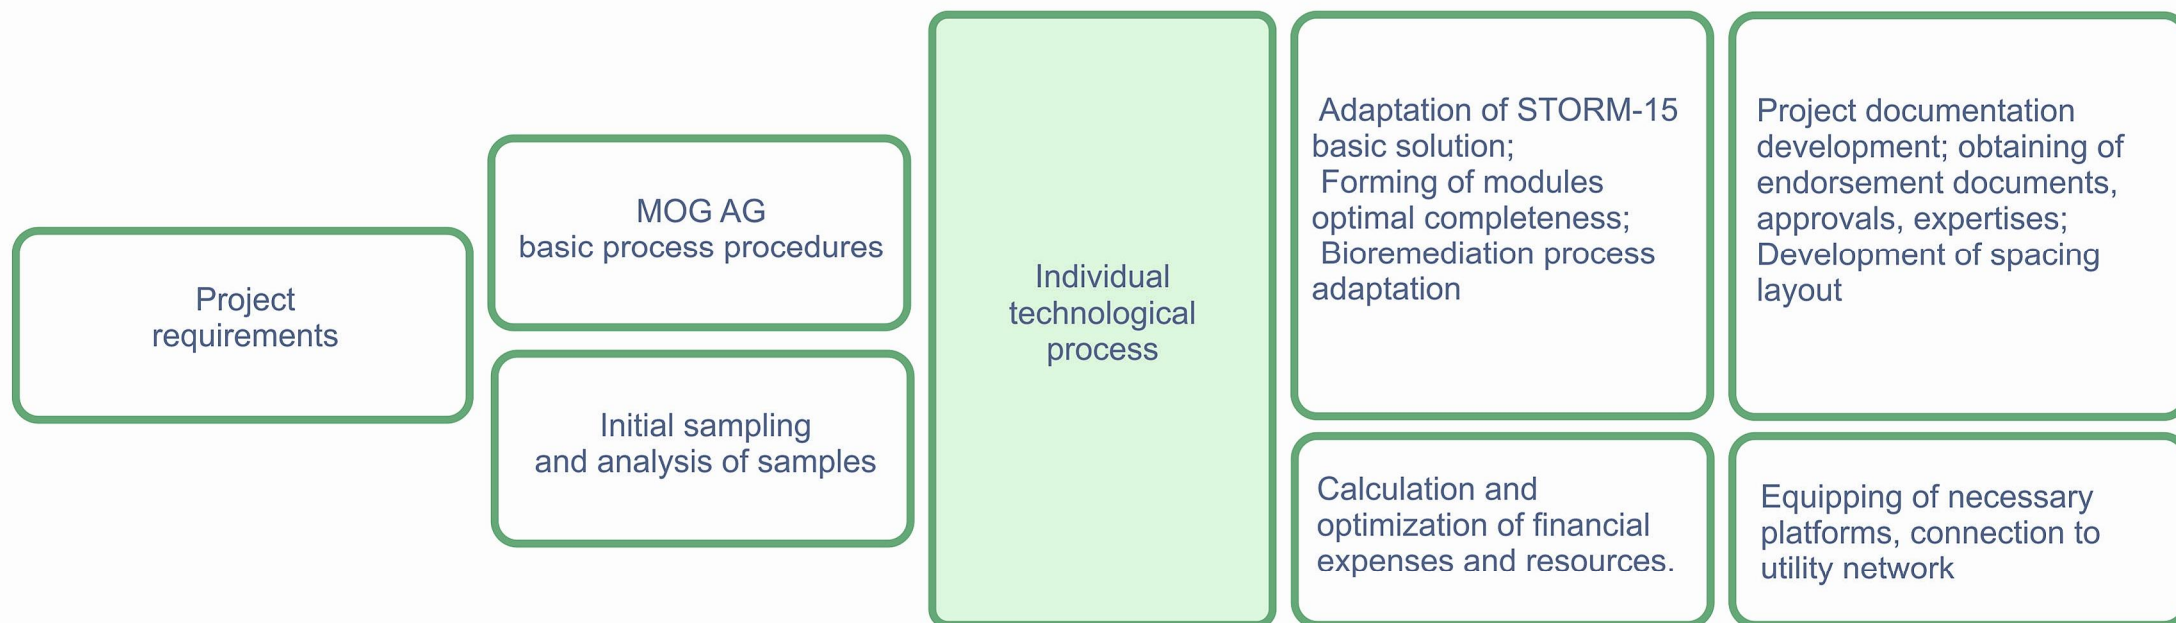 Project
requirements
MOG AG
basic process procedures
Initial sampling
and analysis of samples
Individual
technological
process
Adaptation of STORM-15
basic solution;
Forming of modules
optimal completeness;
Bioremediation process
adaptation
Calculation and
optimization of financial
expenses and resources.
Project documentation
development; obtaining of
endorsement documents,
approvals, expertises;
Development of spacing
layout
Equipping of necessary
platforms, connection to
utility network